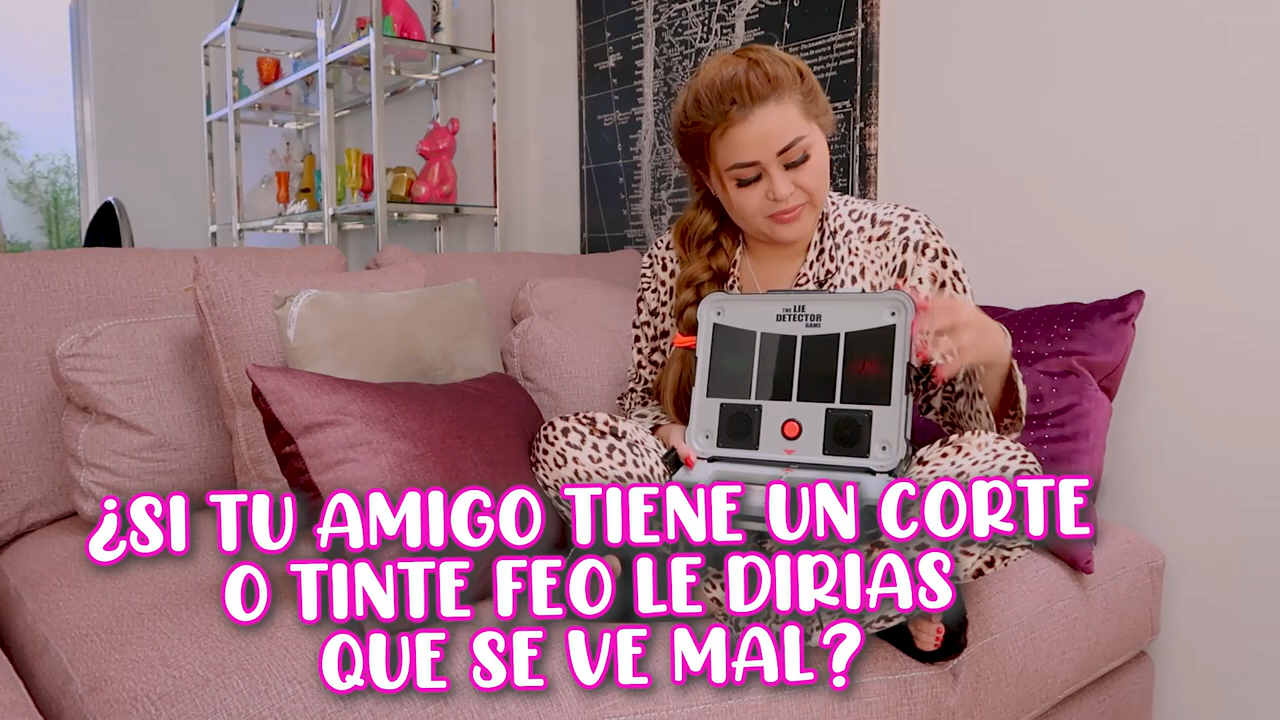 THE LIE
DETECTOR
GAME
¿SI TU AMIGO TIENE UN CORTE
O TINTE FEO LE DIRIAS
QUE SE VE MAL?